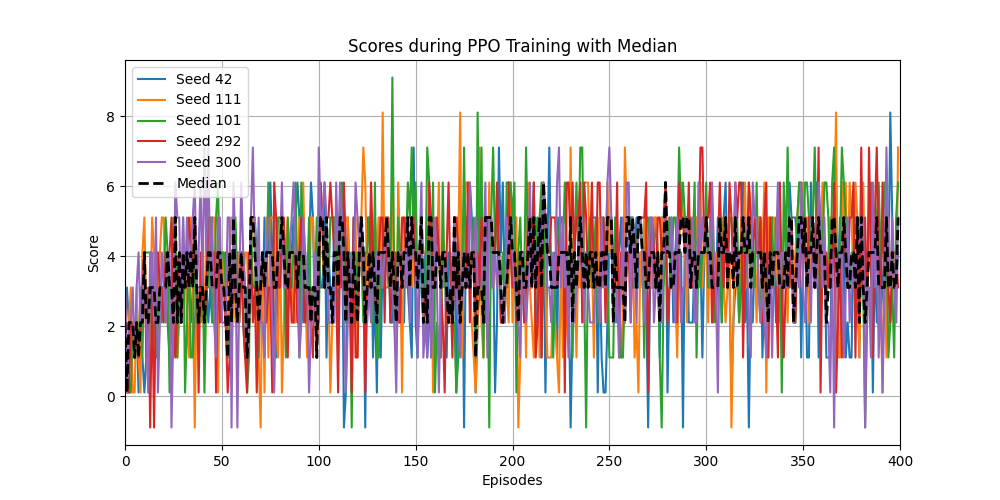 Scores during PPO Training with Median
Seed 42
Seed 111
Seed 101
Seed 292
Seed 300
Median
Score
8
6
4
2
0
0 50 100 150 200 250 300 350 400
Episodes